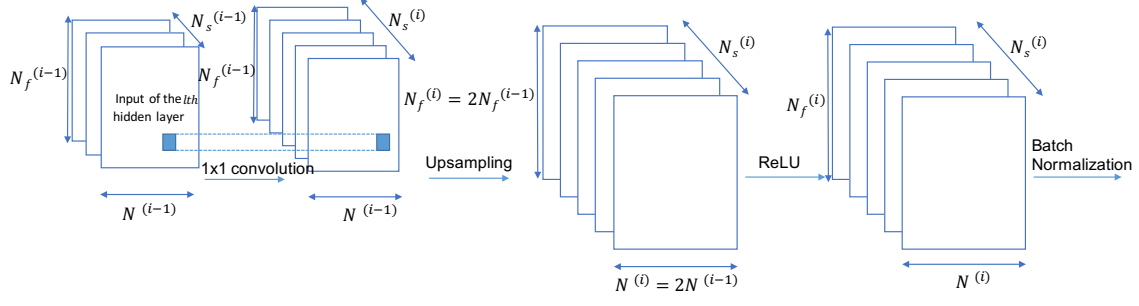 N_s^(i-1)
N_f^(i-1)
Input of the lth
hidden layer
N^(i-1)
1x1 convolution
N_s^(i)
N_f^(i-1)
N^(i-1)
Upsampling
N_f^(i) = 2N_f^(i-1)
N_s^(i)
N^(i) = 2N^(i-1)
ReLU
N_f^(i)
N_s^(i)
N^(i)
Batch
Normalization